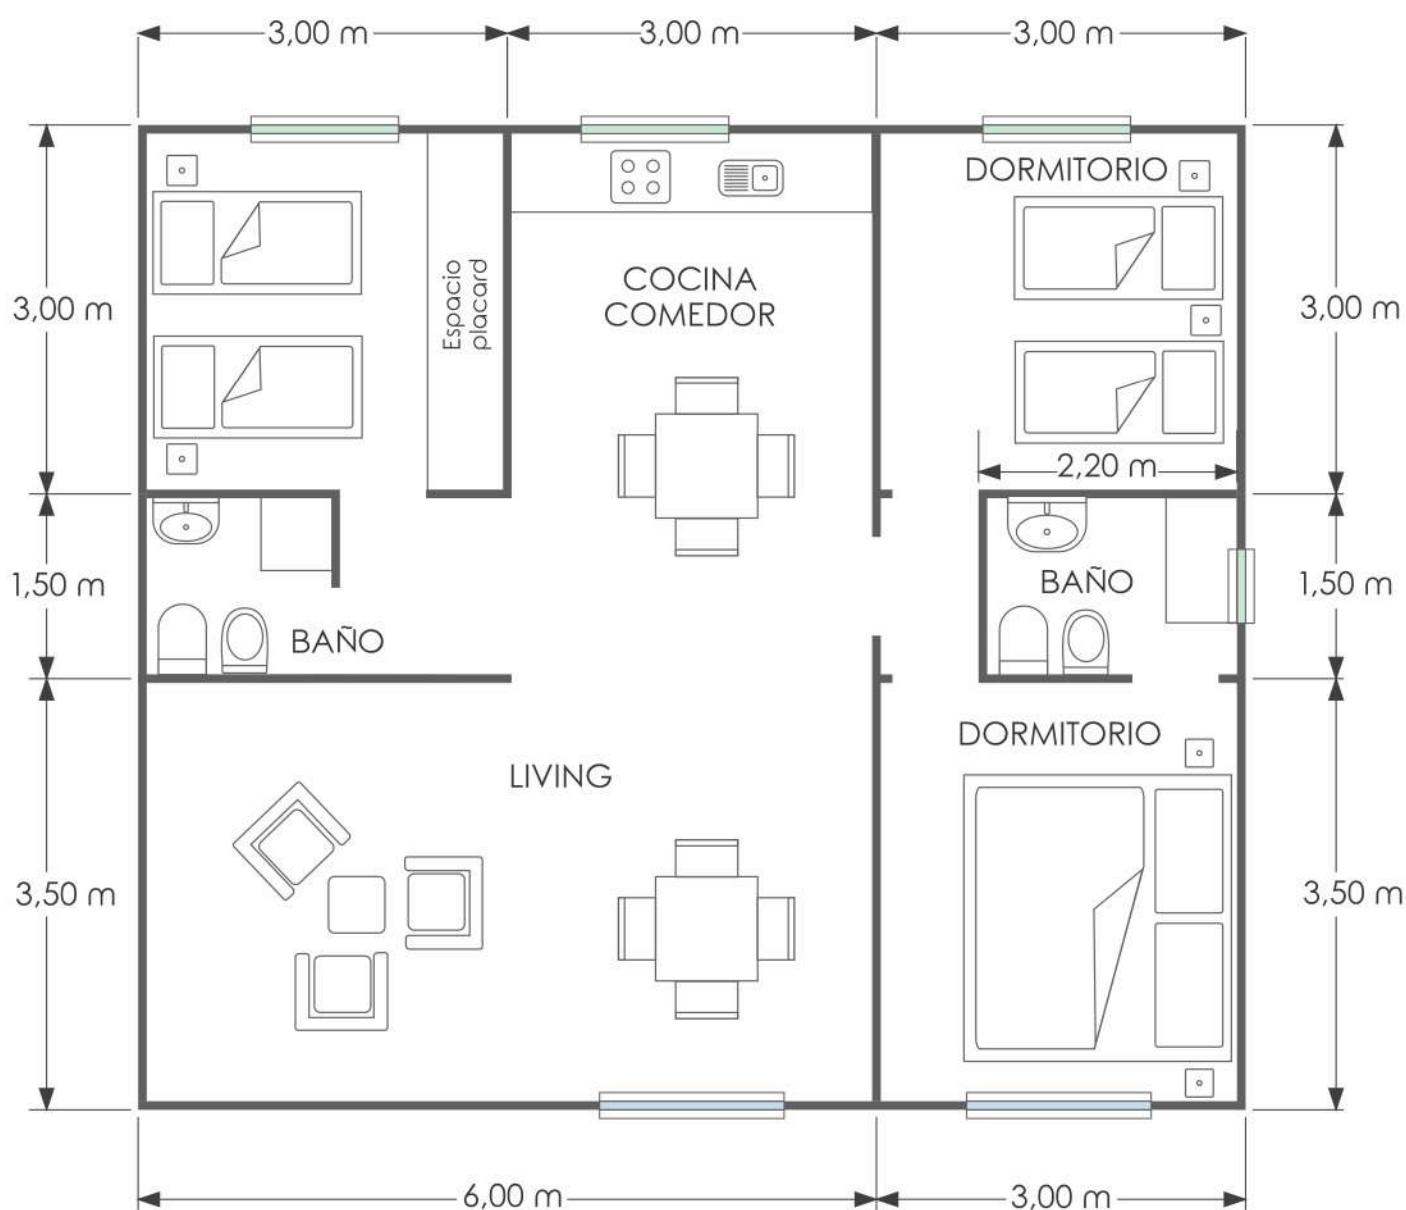 3,00 m
3,00 m
3,00 m
DORMITORIO
Espacio
placard
COCINA
COMEDOR
3,00 m
3,00 m
2,20 m
1,50 m
BAÑO
BAÑO
1,50 m
DORMITORIO
LIVING
3,50 m
3,50 m
6,00 m
3,00 m